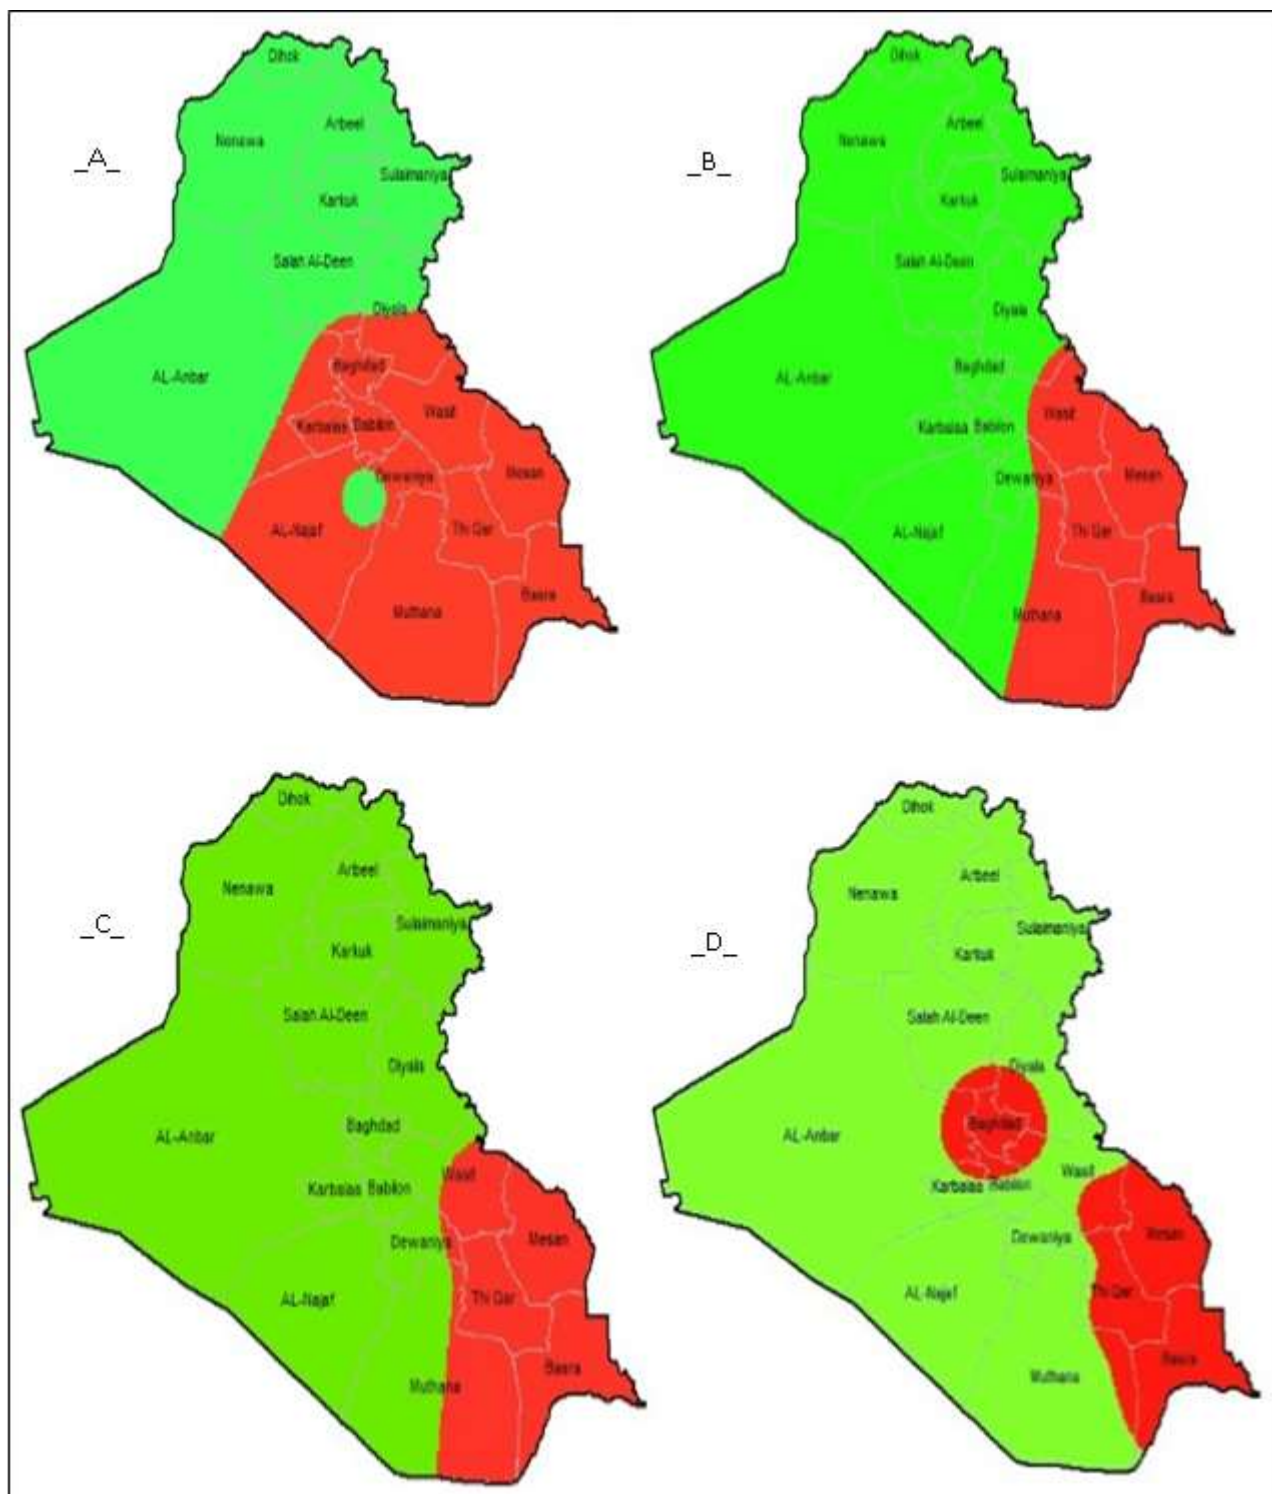 Dihok
Arbeel
Nenawa
_A_
Sulaimaniya
Karkuk
Salah Al-Deen
Diyala
Baghdad
AL-Anbar
Wasit
Karbalaa Babilon
Dewaniya
Mesan
AL-Najaf
Thi Qar
Basra
Muthana
Dihok
Arbeel
Nenawa
_B_
Sulaimaniya
Karkuk
Salah Al-Deen
Diyala
Baghdad
AL-Anbar
Wasit
Karbalaa Babilon
Dewaniya
Mesan
AL-Najaf
Thi Qar
Basra
Muthana
Dihok
Arbeel
Nenawa
_C_
Sulaimaniya
Karkuk
Salah Al-Deen
Diyala
Baghdad
AL-Anbar
Wasit
Karbalaa Babilon
Dewaniya
Mesan
AL-Najaf
Thi Qar
Basra
Muthana
Dihok
Arbeel
Nenawa
_D_
Sulaimaniya
Karkuk
Salah Al-Deen
Diyala
Baghdad
AL-Anbar
Wasit
Karbalaa Babilon
Dewaniya
Mesan
AL-Najaf
Thi Qar
Basra
Muthana